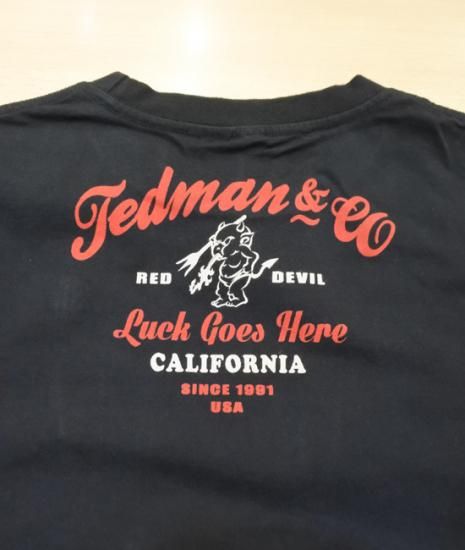 Tedman & CO
RED DEVIL
Luck Goes Here
CALIFORNIA
SINCE 1991
USA